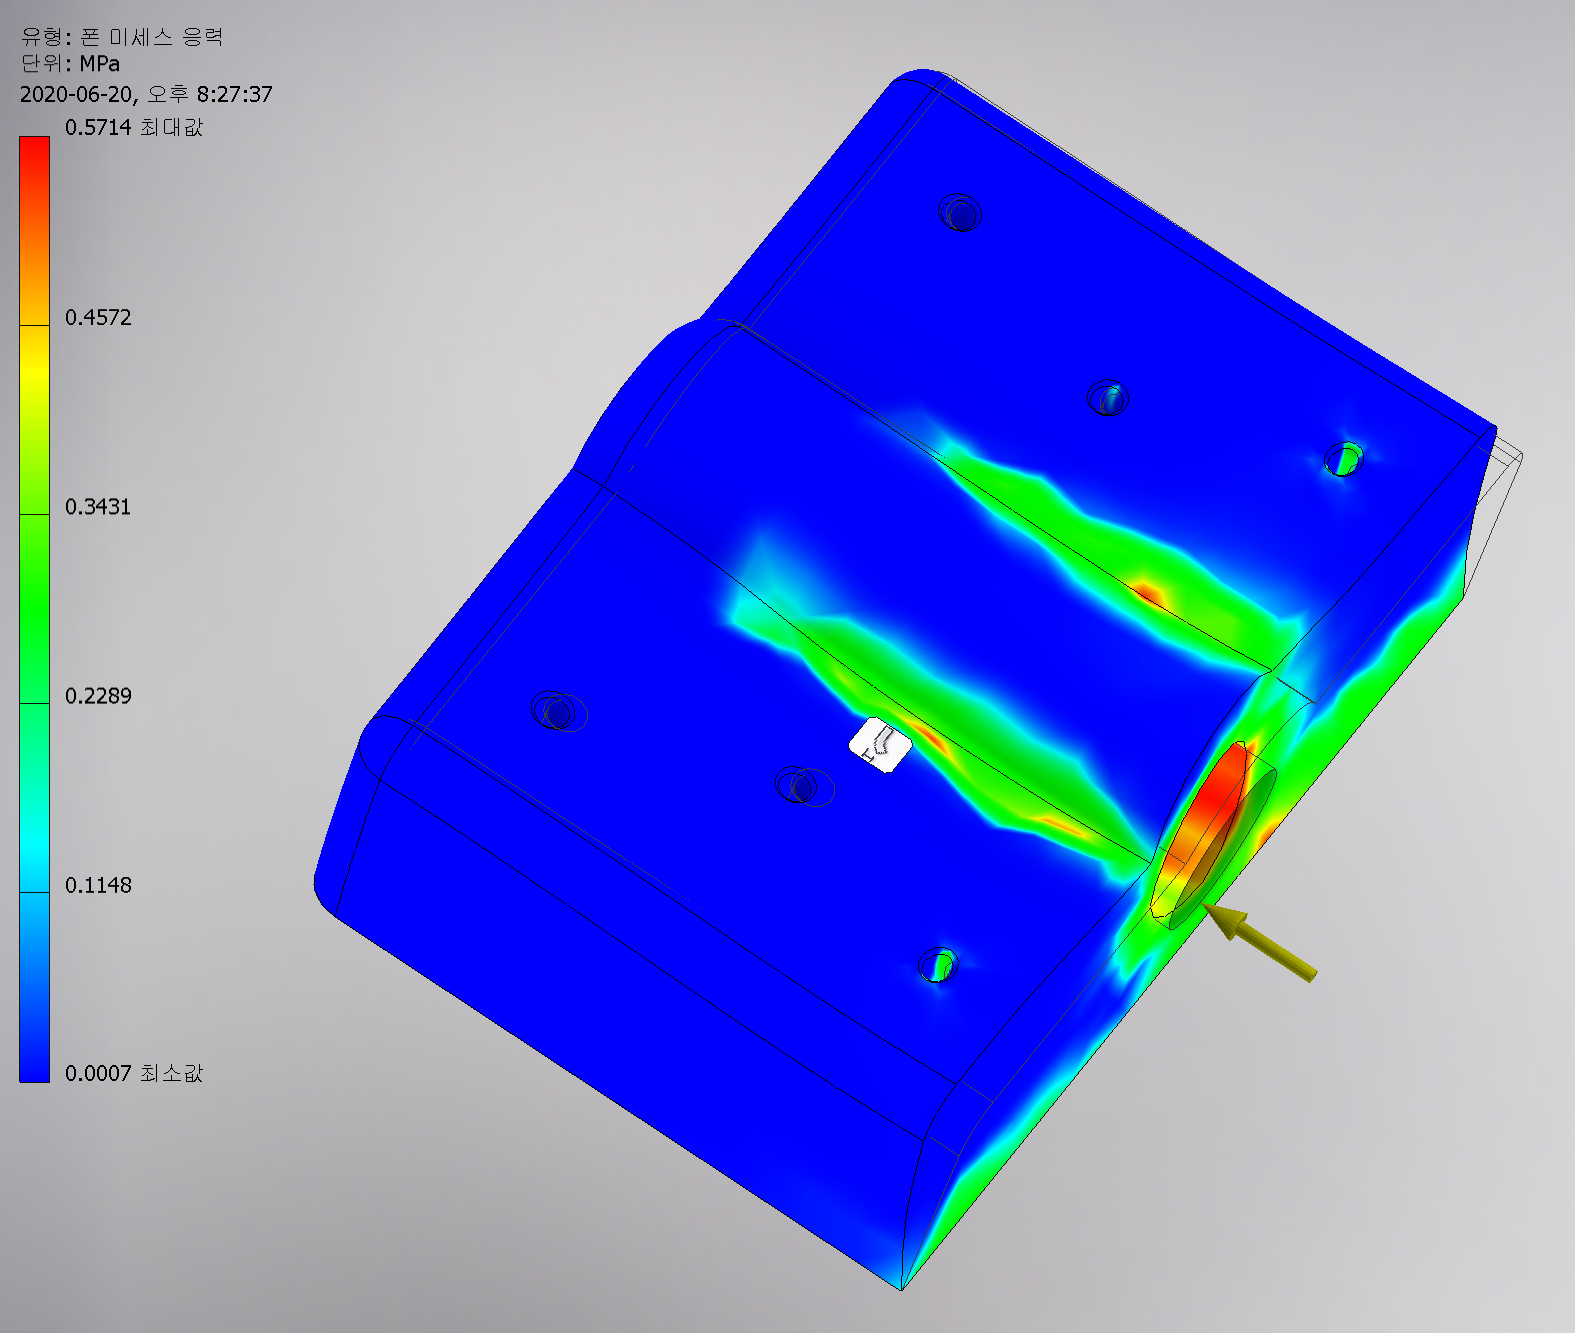 유형: 폰 미세스 응력
단위: MPa
2020-06-20, 오후 8:27:37
0.5714 최대값
0.4572
0.3431
0.2289
0.1148
0.0007 최소값